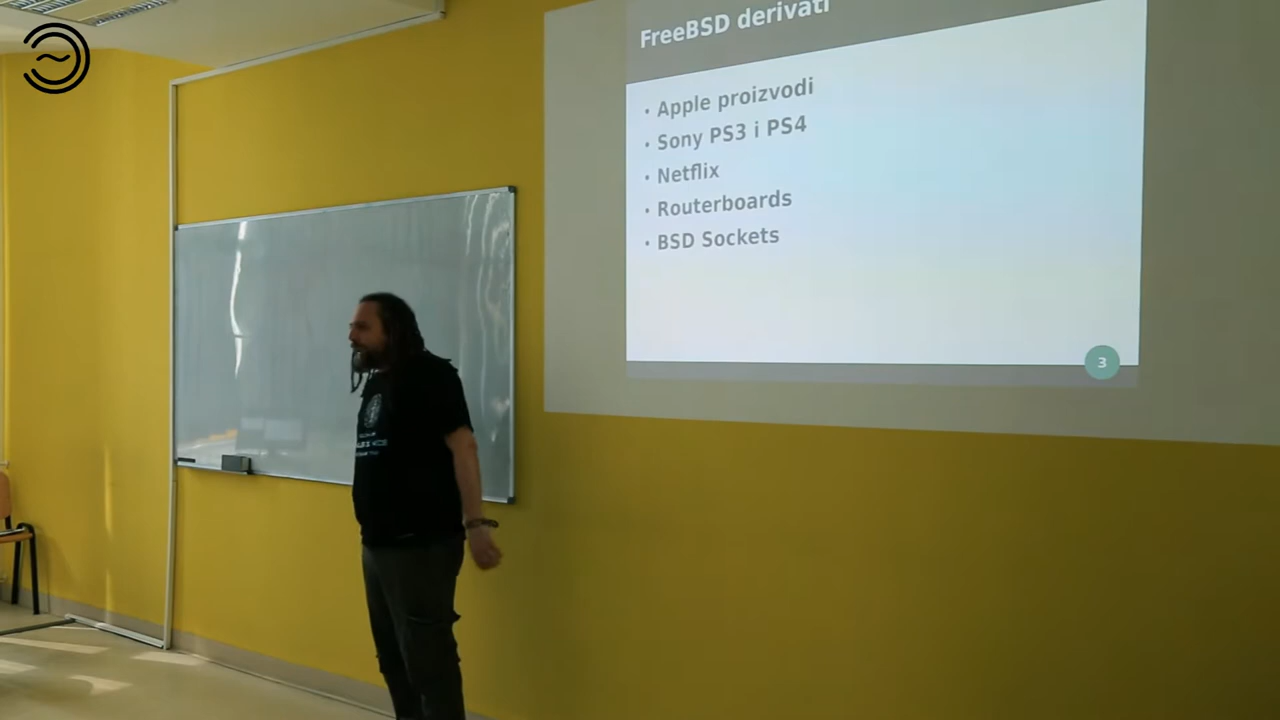 FreeBSD derivati
• Apple proizvodi
• Sony PS3 i PS4
• Netflix
• Routerboards
• BSD Sockets
3